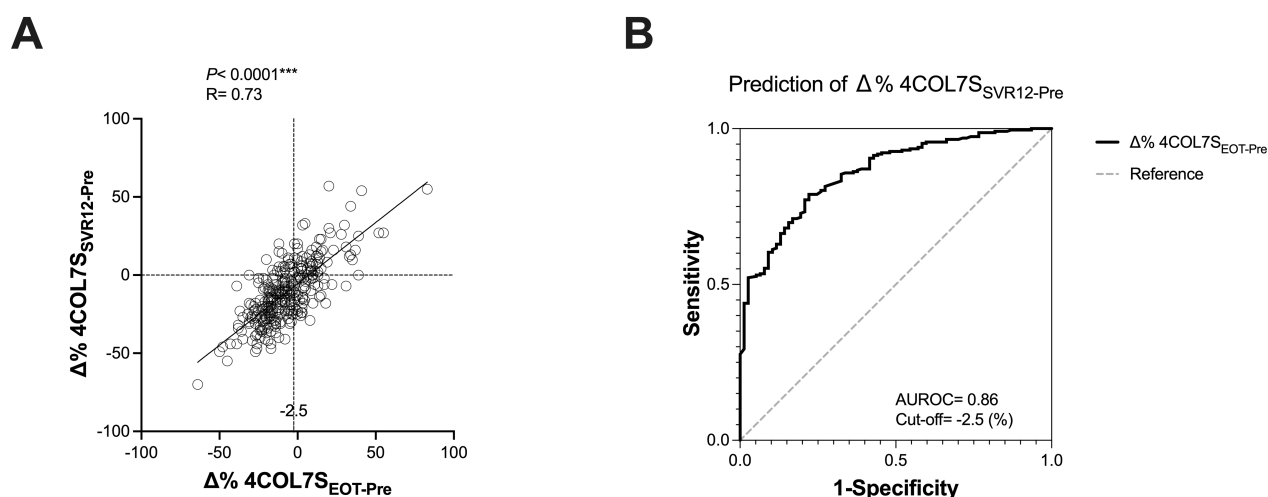 A
P< 0.0001***
R= 0.73
Δ% 4COL7SSVR12-Pre
100
50
0
-50
-100
-2.5
-100
-50
0
50
100
Δ% 4COL7SEOT-Pre
B
Prediction of Δ% 4COL7SSVR12-Pre
Sensitivity
1.0
0.5
0.0
AUROC= 0.86
Cut-off= -2.5 (%)
0.0
0.5
1.0
1-Specificity
Δ% 4COL7SEOT-Pre
Reference